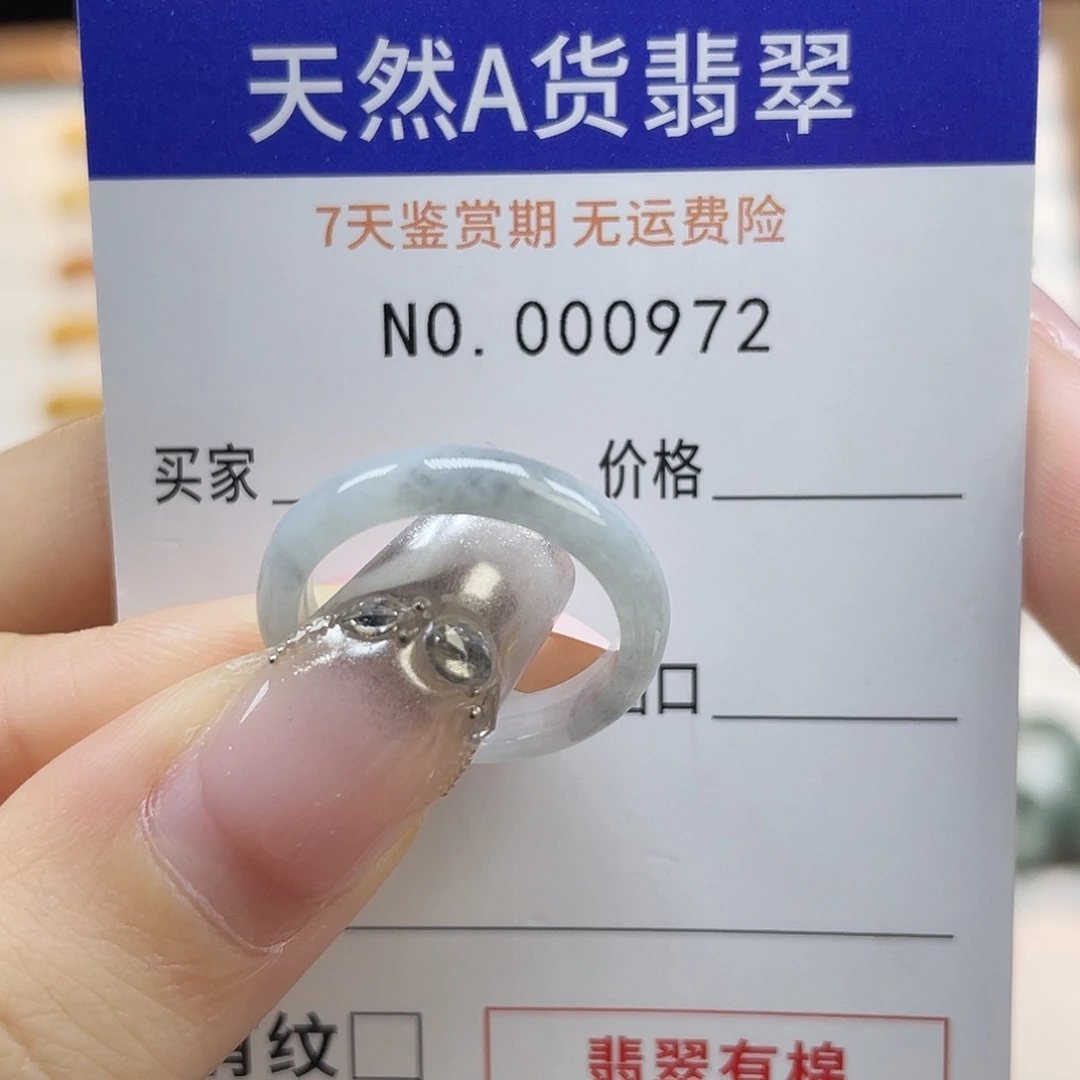 天然A货翡翠
7天鉴赏期 无运费险
NO.000972
买家 价格
口
有纹
翡翠有棉